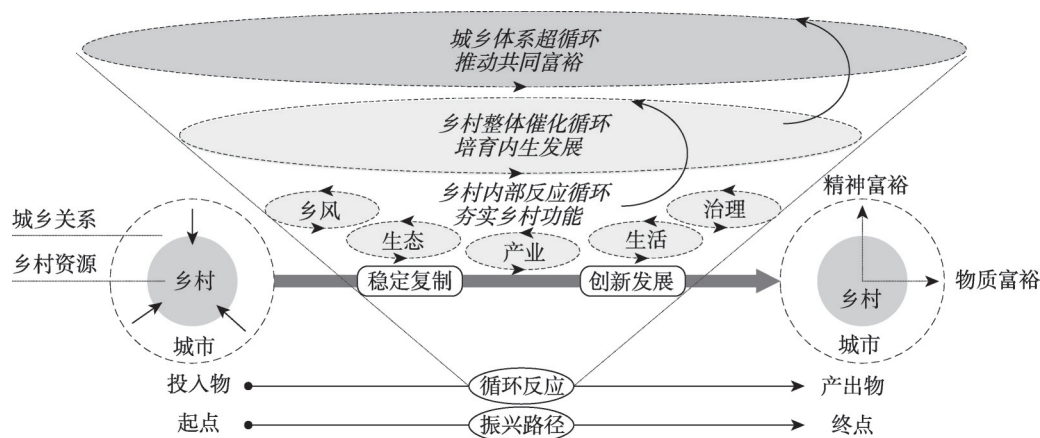 城乡体系超循环
推动共同富裕
乡村整体催化循环
培育内生发展
乡村内部反应循环
夯实乡村功能
乡风
生态
产业
生活
治理
城乡关系
乡村资源
乡村
城市
稳定复制
创新发展
精神富裕
物质富裕
乡村
城市
投入物
循环反应
产出物
起点
振兴路径
终点